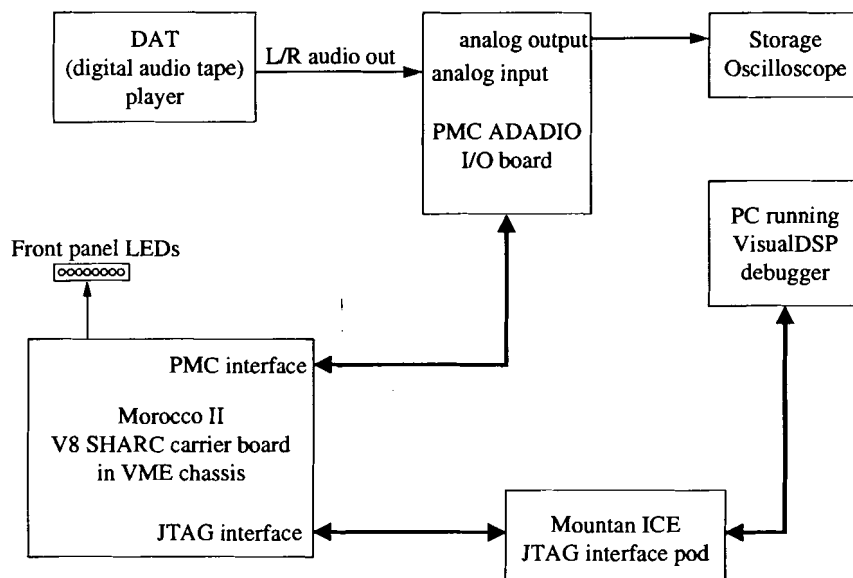 DAT
(digital audio tape)
player
L/R audio out
analog output
analog input
PMC ADADIO
I/O board
Storage
Oscilloscope
PC running
VisualDSP
debugger
Front panel LEDs
PMC interface
Morocco II
V8 SHARC carrier board
in VME chassis
JTAG interface
Mountan ICE
JTAG interface pod